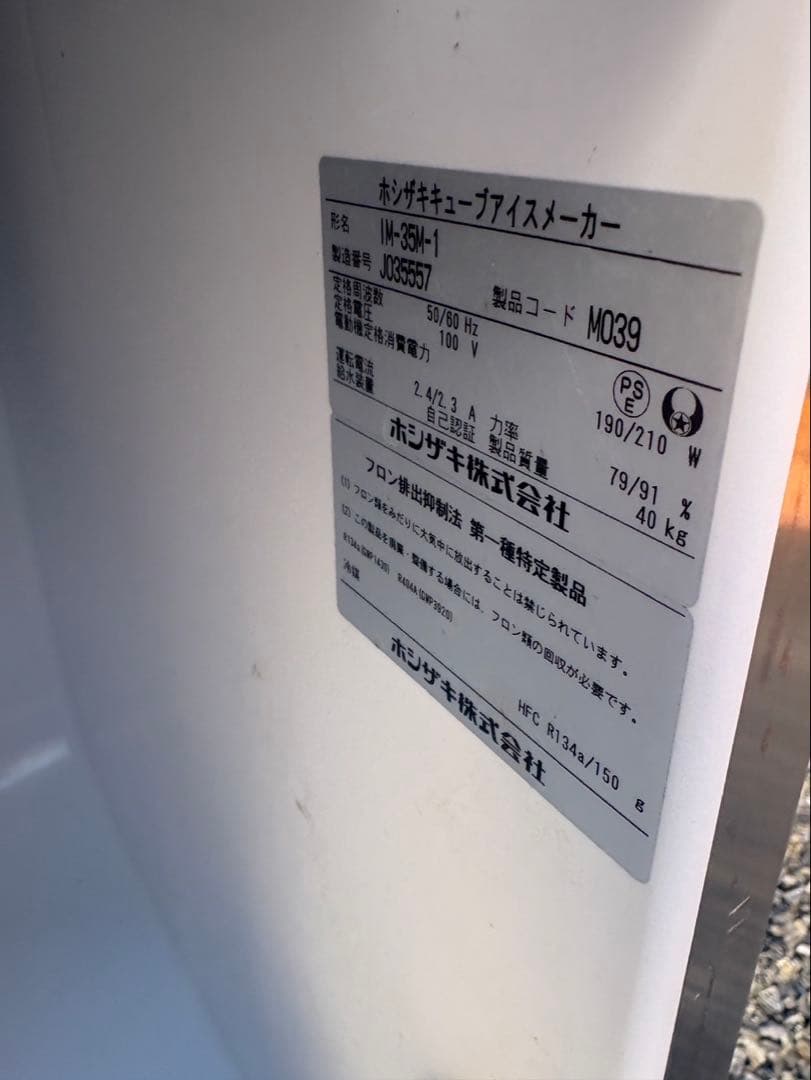 ホシザキキューブアイスメーカー
形名 IM-35M-1
製造番号 J035557 製品コード M039
定格周波数 50/60 Hz
定格電圧 100 V
電動機定格消費電力 190/210 W
PS
E
運転電流 2.4/2.3 A 力率 79/91 %
給水装置 自己認証 製品質量 40 kg
ホシザキ株式会社
フロン排出抑制法 第一種特定製品
(1) フロン類をみだりに大気中に放出することは禁じられています。
(2) この製品を廃棄・整備する場合には、フロン類の回収が必要です。
R134a(GWP1430) R404A(GWP3920)
冷媒 HFC R134a/150 g
ホシザキ株式会社